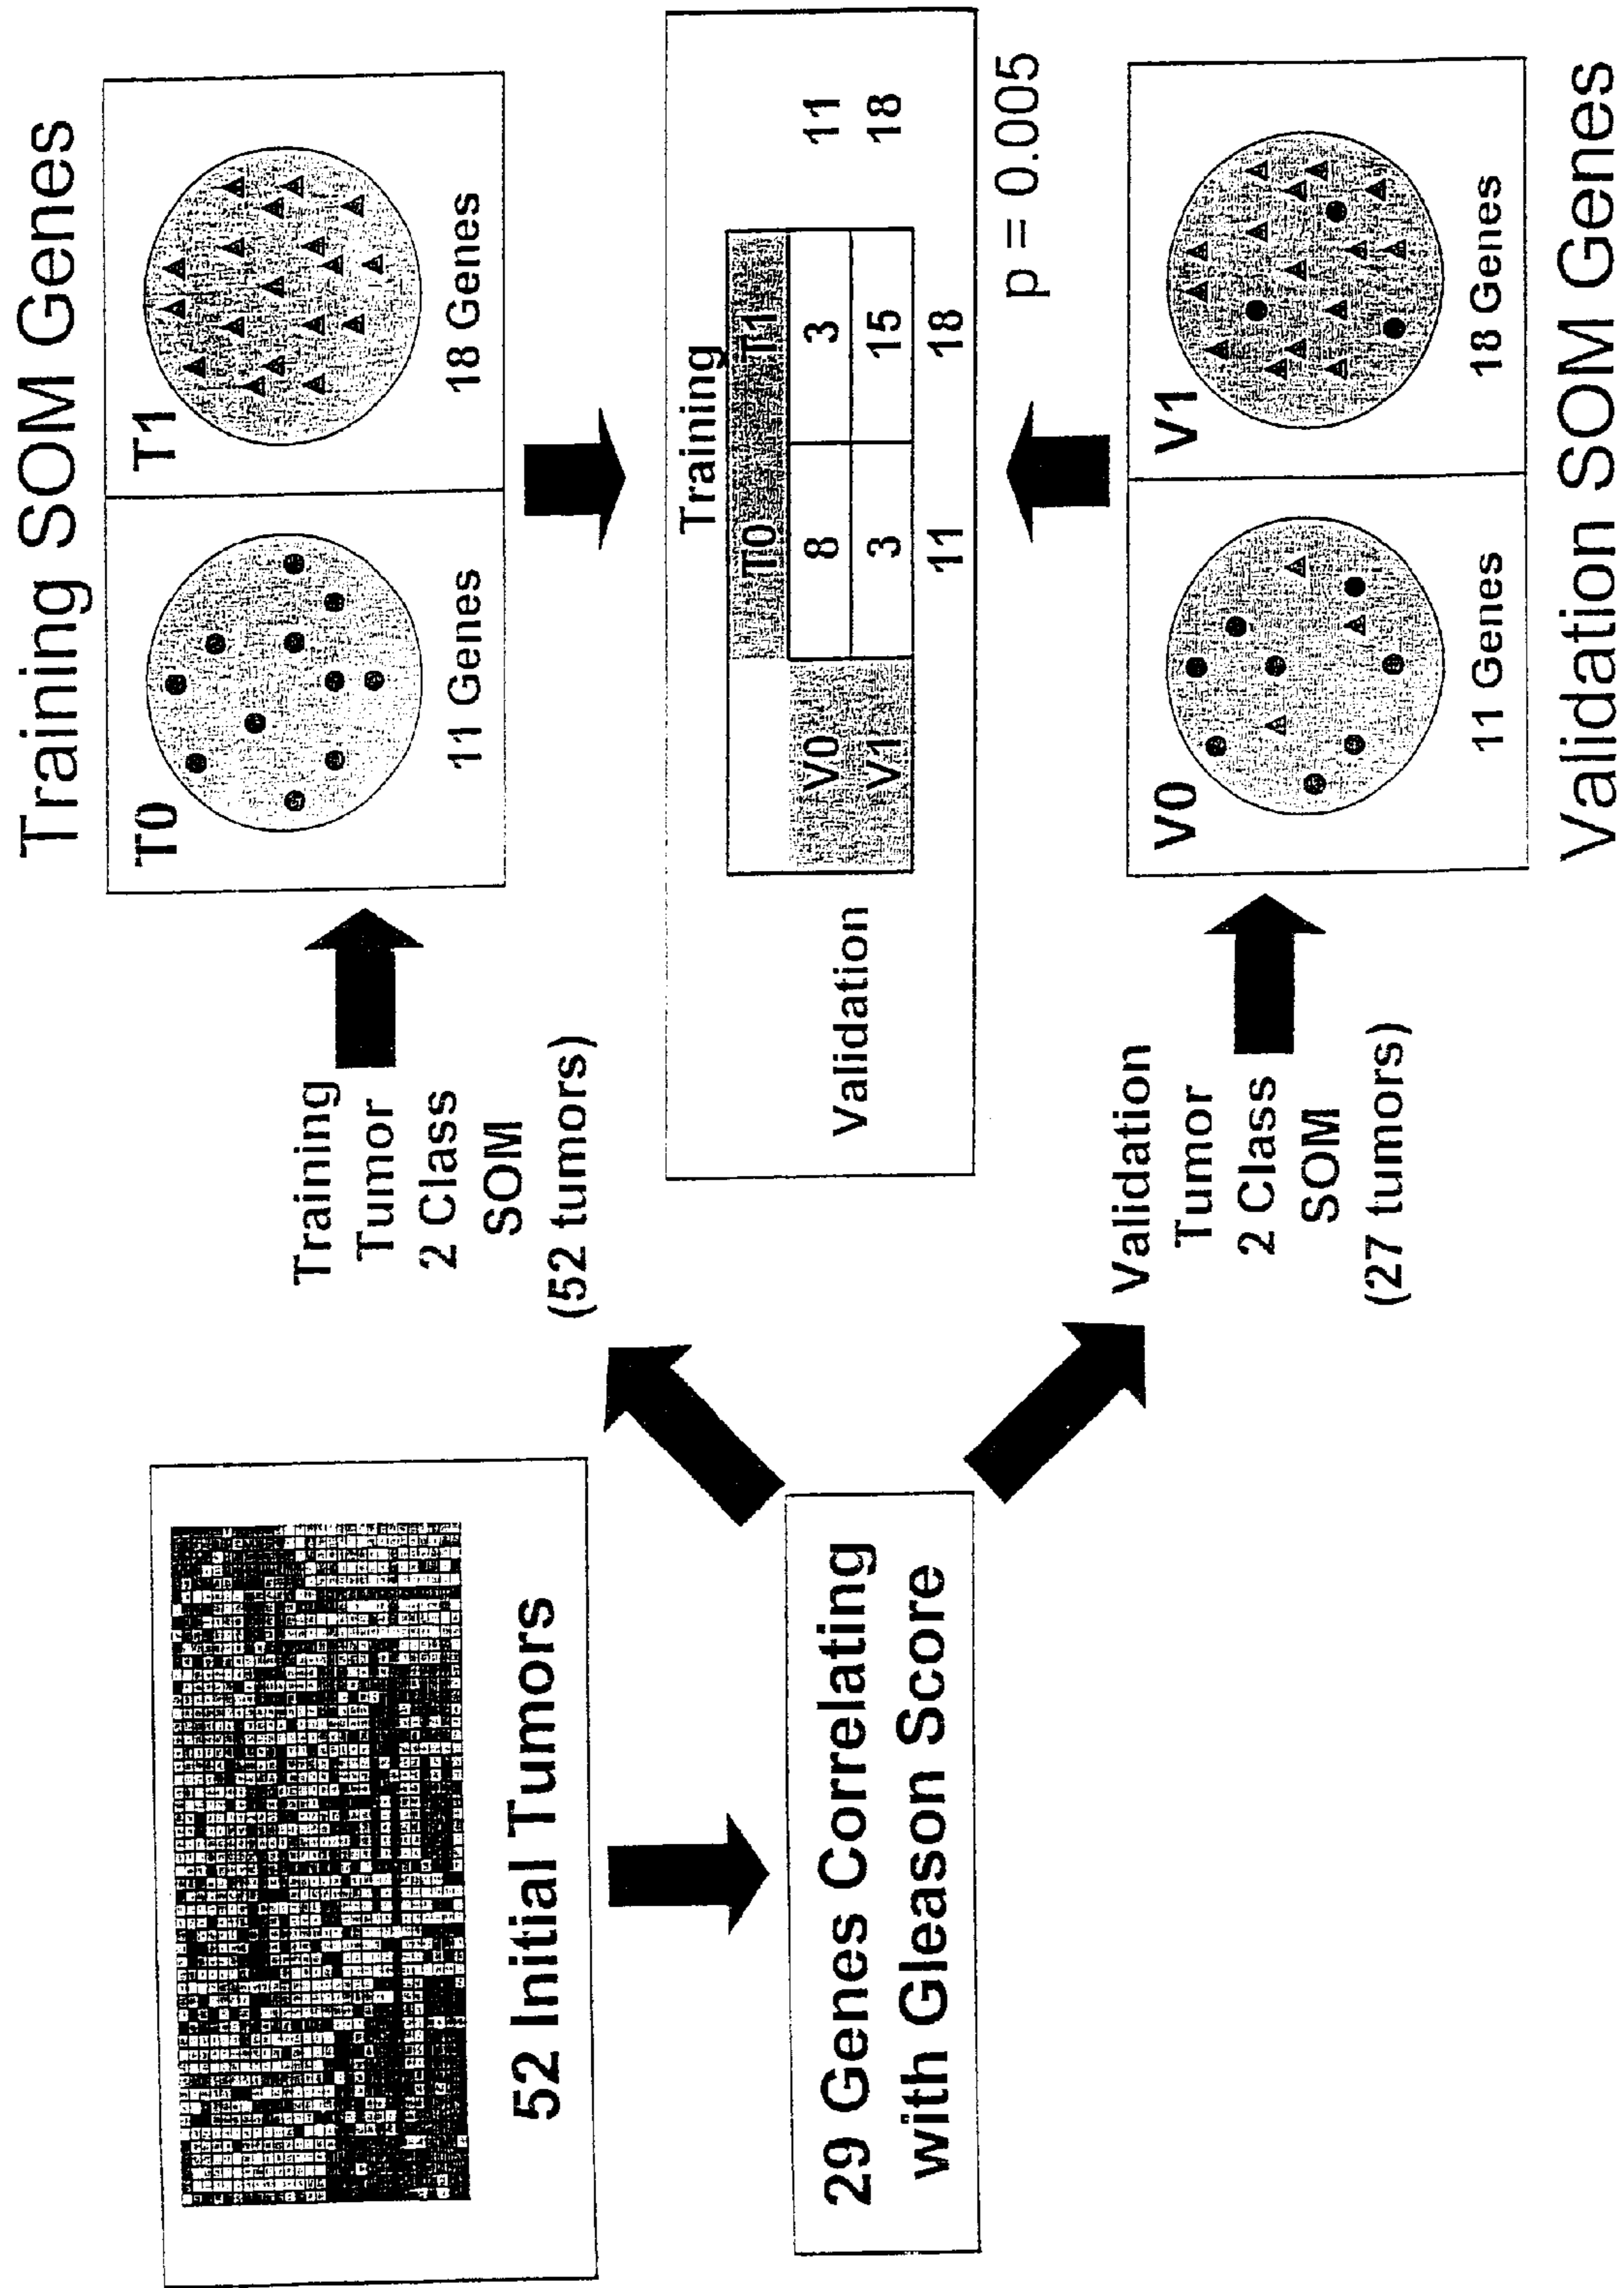 52 Initial Tumors
29 Genes Correlating
with Gleason Score
Training
Tumor
2 Class
SOM
(52 tumors)
Training SOM Genes
T0
11 Genes
T1
18 Genes
Training
T0 T1
Validation
V0 8 3 11
V1 3 15 18
11 18
p = 0.005
Validation
Tumor
2 Class
SOM
(27 tumors)
V0
11 Genes
V1
18 Genes
Validation SOM Genes